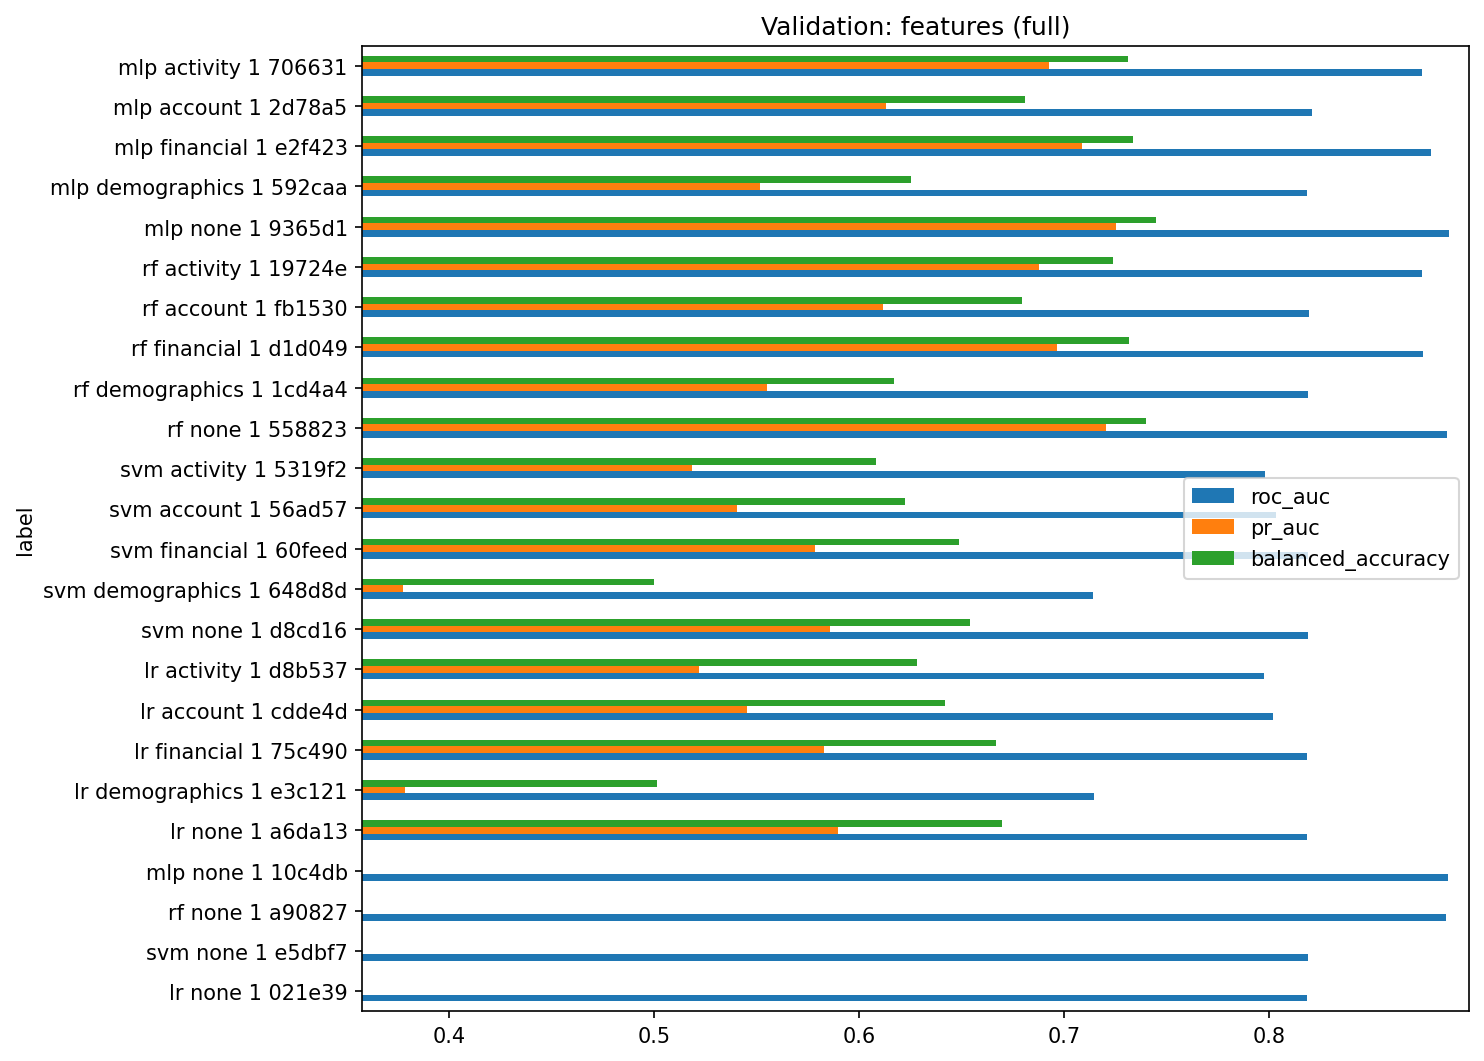 Validation: features (full)
label
mlp activity 1 706631
mlp account 1 2d78a5
mlp financial 1 e2f423
mlp demographics 1 592caa
mlp none 1 9365d1
rf activity 1 19724e
rf account 1 fb1530
rf financial 1 d1d049
rf demographics 1 1cd4a4
rf none 1 558823
svm activity 1 5319f2
svm account 1 56ad57
svm financial 1 60feed
svm demographics 1 648d8d
svm none 1 d8cd16
lr activity 1 d8b537
lr account 1 cdde4d
lr financial 1 75c490
lr demographics 1 e3c121
lr none 1 a6da13
mlp none 1 10c4db
rf none 1 a90827
svm none 1 e5dbf7
lr none 1 021e39
roc_auc
pr_auc
balanced_accuracy
0.4 0.5 0.6 0.7 0.8